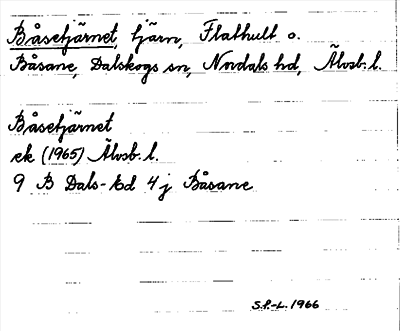 Båsetjärnet, tjärn, Flathult o.
Båsane, Dalskogs sn, Nordals hd, Älvsb. l.
Båsetjärnet
ek (1965) Älvsb. l.
9 B Dals-Ed 4 j Båsane
S.P.-L. 1966